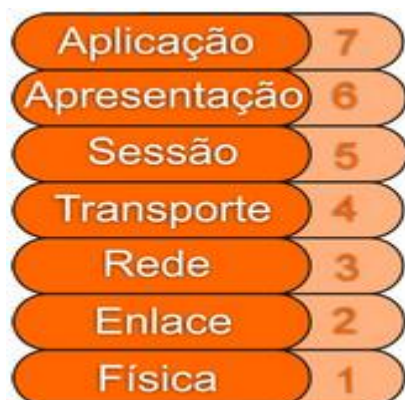 Aplicação 7
Apresentação 6
Sessão 5
Transporte 4
Rede 3
Enlace 2
Física 1